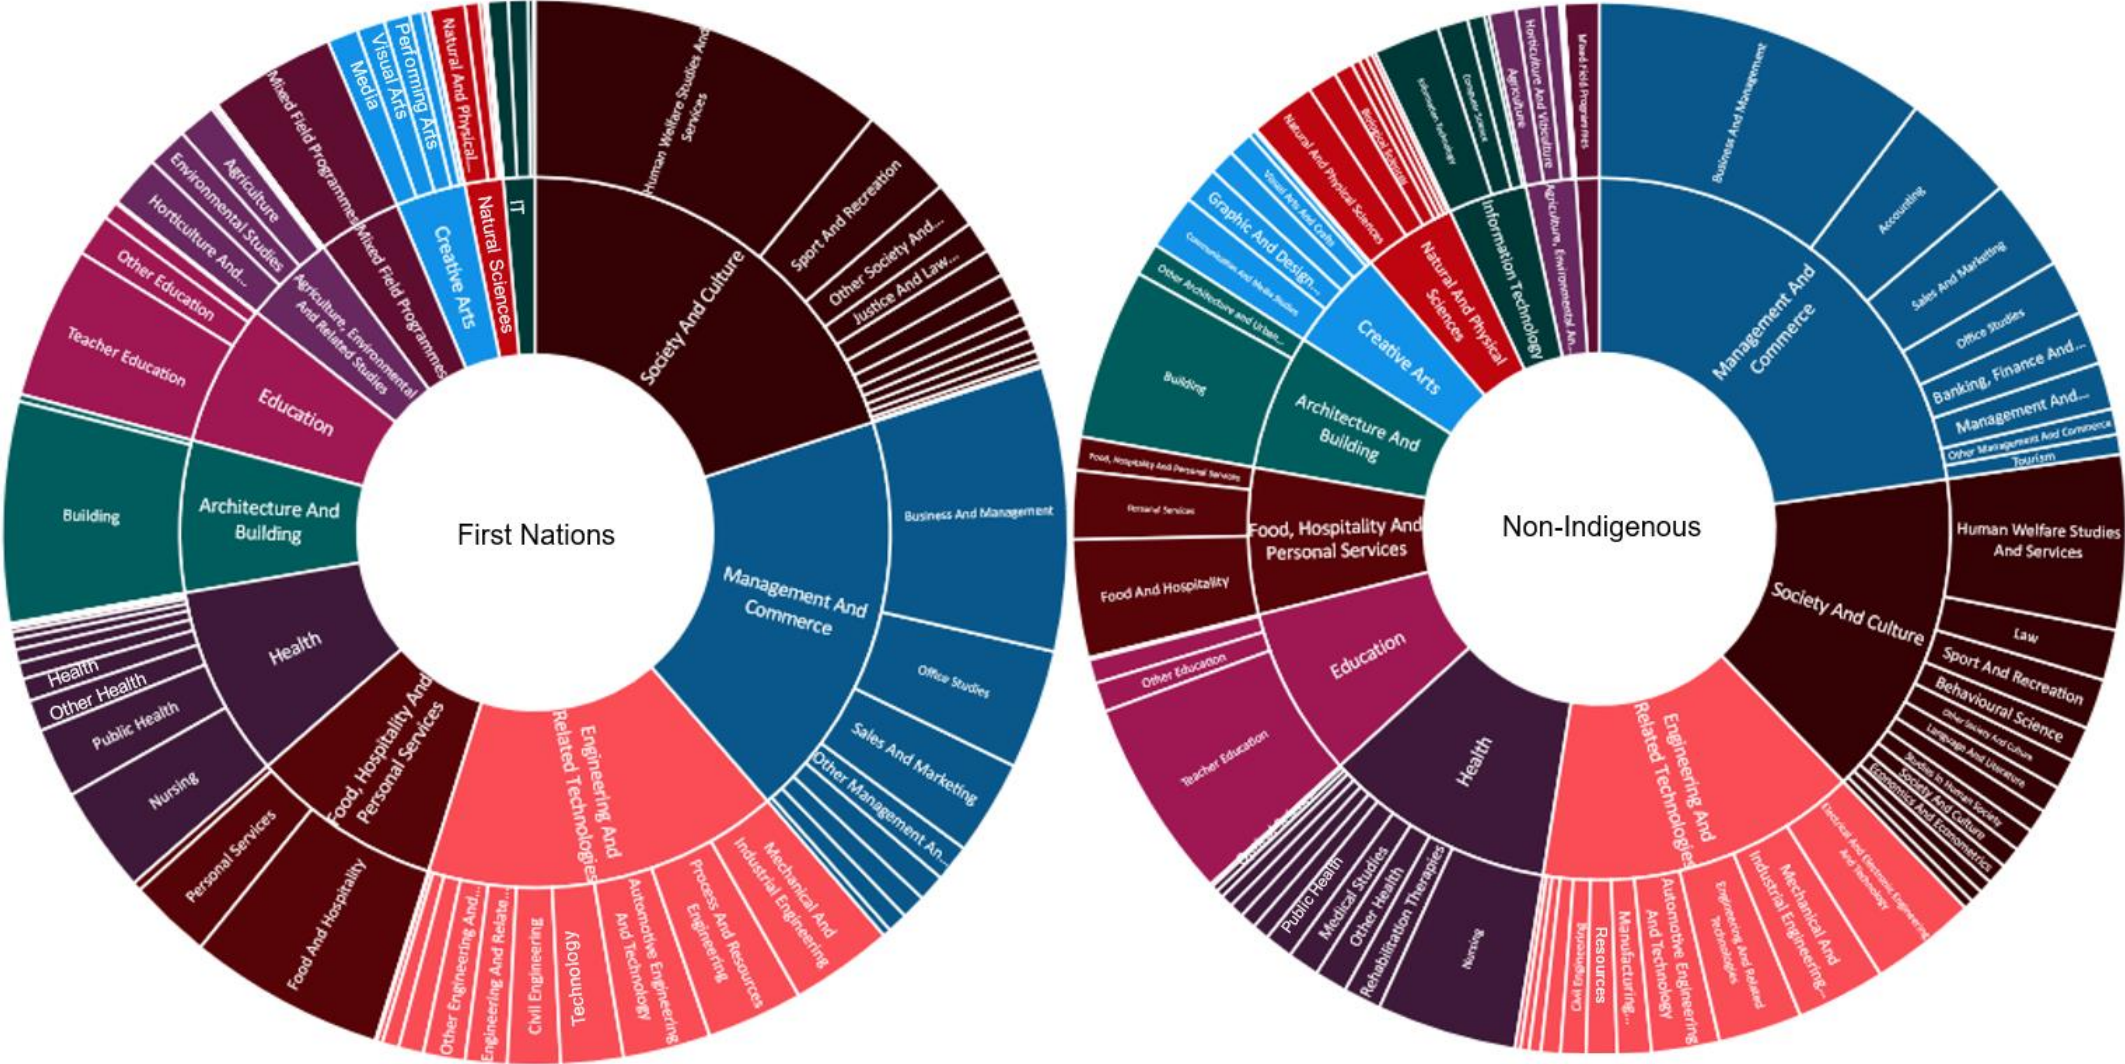 First Nations
Society And Culture
Human Welfare Studies And
Services
Sport And Recreation
Other Society And...
Justice And Law...
Management And
Commerce
Business And Management
Office Studies
Sales And Marketing
Other Management An...
Engineering And
Related Technologies
Mechanical And
Industrial Engineering
Process And Resources
Engineering
Automotive Engineering
And Technology
Technology
Civil Engineering
Engineering And Relate...
Other Engineering And...
Food, Hospitality And
Personal Services
Food And Hospitality
Personal Services
Health
Nursing
Public Health
Other Health
Health
Architecture And
Building
Building
Education
Teacher Education
Other Education
Agriculture, Environmental
And Related Studies
Horticulture And...
Environmental Studies
Agriculture
Mixed Field Programmes
Mixed Field Programmes
Creative Arts
Media
Visual Arts
Performing Arts
Natural Sciences
Natural And Physical...
IT
Non-Indigenous
Management And
Commerce
Business And Management
Accounting
Sales And Marketing
Office Studies
Banking, Finance And...
Management And...
Other Management And Commerce
Tourism
Society And Culture
Human Welfare Studies
And Services
Law
Sport And Recreation
Behavioural Science
Other Society And Culture
Language And Literature
Studies In Human Society
Society And Culture
Economics And Econometrics
Engineering And
Related Technologies
Electrical And Electronic Engineering
And Technology
Mechanical And
Industrial Engineering...
Engineering And Related
Technologies
Automotive Engineering
And Technology
Manufacturing...
Resources
Civil Engineering
Health
Nursing
Rehabilitation Therapies
Other Health
Medical Studies
Public Health
Education
Teacher Education
Other Education
Food, Hospitality And
Personal Services
Food And Hospitality
Personal Services
Food, Hospitality And Personal Services
Architecture And
Building
Building
Other Architecture and Urban...
Creative Arts
Communication And Media Studies
Graphic And Design...
Visual Arts And Crafts
Natural And Physical
Sciences
Natural And Physical Sciences
Biological Sciences
Information Technology
Information Technology
Computer Science
Agriculture, Environmental An...
Agriculture
Horticulture And Viticulture
Mixed Field Programmes